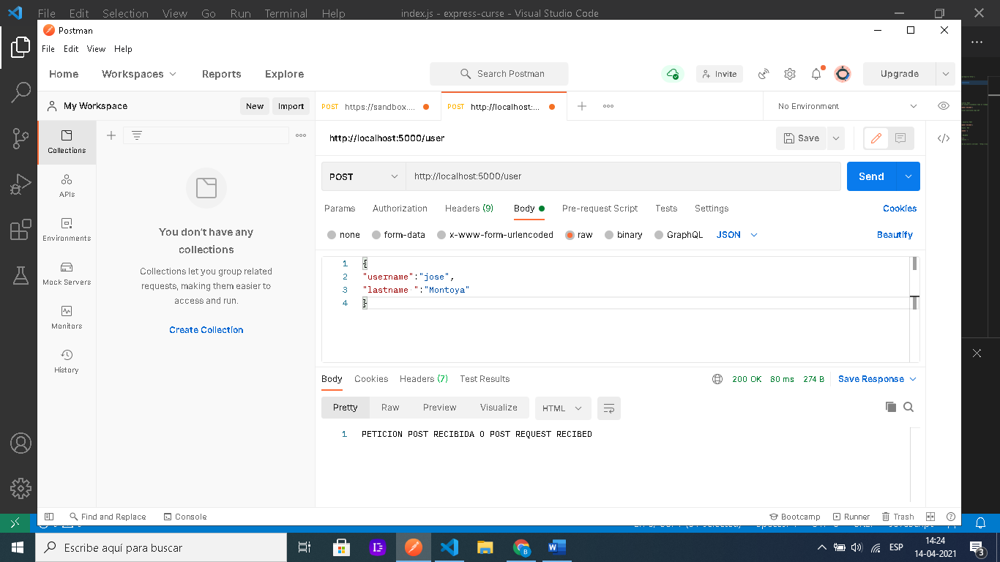 File Edit Selection View Go Run Terminal Help index.js - express-curse - Visual Studio Code
Postman
File Edit View Help
Home Workspaces Reports Explore Search Postman Invite Upgrade
My Workspace New Import POST https://sandbox.... POST http://localhost:... No Environment
Collections
APIs
Environments
Mock Servers
Monitors
History
You don't have any
collections
Collections let you group related
requests, making them easier to
access and run.
Create Collection
http://localhost:5000/user Save
POST http://localhost:5000/user Send
Params Authorization Headers (9) Body Pre-request Script Tests Settings Cookies
none form-data x-www-form-urlencoded raw binary GraphQL JSON Beautify
1 {
2 "username":"jose",
3 "lastname ":"Montoya"
4 }
Body Cookies Headers (7) Test Results 200 OK 80 ms 274 B Save Response
Pretty Raw Preview Visualize HTML
1 PETICION POST RECIBIDA O POST REQUEST RECIBED
Find and Replace Console Bootcamp Runner Trash
Escribe aquí para buscar ESP 14:24
14-04-2021 3